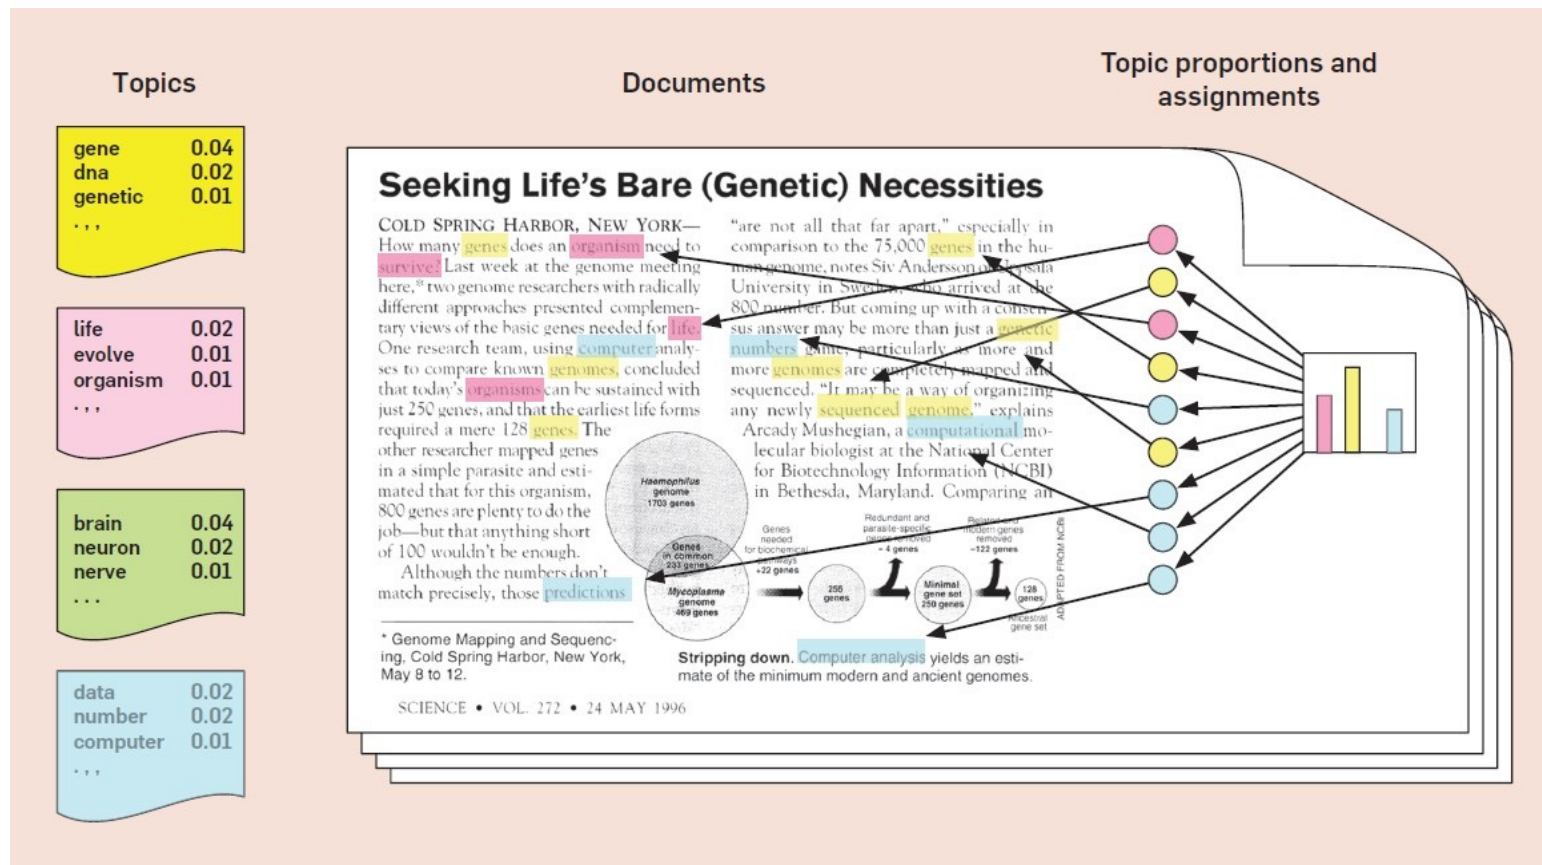 Topics
gene 0.04
dna 0.02
genetic 0.01
. , ,
life 0.02
evolve 0.01
organism 0.01
. , ,
brain 0.04
neuron 0.02
nerve 0.01
. . .
data 0.02
number 0.02
computer 0.01
. , ,
Documents
Seeking Life's Bare (Genetic) Necessities
COLD SPRING HARBOR, NEW YORK—
How many genes does an organism need to
survive? Last week at the genome meeting
here,* two genome researchers with radically
different approaches presented complemen-
tary views of the basic genes needed for life.
One research team, using computer analy-
ses to compare known genomes, concluded
that today's organisms can be sustained with
just 250 genes, and that the earliest life forms
required a mere 128 genes. The
other researcher mapped genes
in a simple parasite and esti-
mated that for this organism,
800 genes are plenty to do the
job—but that anything short
of 100 wouldn't be enough.
Although the numbers don't
match precisely, those predictions
* Genome Mapping and Sequenc-
ing, Cold Spring Harbor, New York,
May 8 to 12.
"are not all that far apart," especially in
comparison to the 75,000 genes in the hu-
man genome, notes Siv Andersson of Uppsala
University in Sweden, who arrived at the
800 number. But coming up with a consen-
sus answer may be more than just a genetic
numbers game, particularly as more and
more genomes are completely mapped and
sequenced. "It may be a way of organizing
any newly sequenced genome," explains
Arcady Mushegian, a computational mo-
lecular biologist at the National Center
for Biotechnology Information (NCBI)
in Bethesda, Maryland. Comparing an
Haemophilus
genome
1703 genes
Genes
in common
233 genes
Mycoplasma
genome
469 genes
Genes
needed
for biochemical
pathways
+22 genes
256
genes
Redundant and
parasite-specific
genes removed
– 4 genes
Minimal
gene set
250 genes
Related and
modern genes
removed
–122 genes
128
genes
Ancestral
gene set
ADAPTED FROM NCBI
Stripping down. Computer analysis yields an esti-
mate of the minimum modern and ancient genomes.
SCIENCE • VOL. 272 • 24 MAY 1996
Topic proportions and
assignments